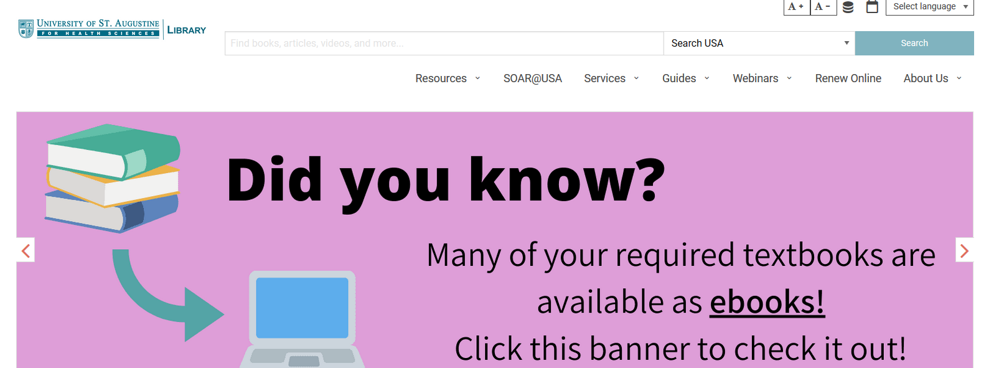 A + A - Select language
UNIVERSITY OF ST. AUGUSTINE
FOR HEALTH SCIENCES
LIBRARY
Find books, articles, videos, and more...
Search USA
Search
Resources SOAR@USA Services Guides Webinars Renew Online About Us
Did you know?
Many of your required textbooks are
available as ebooks!
Click this banner to check it out!